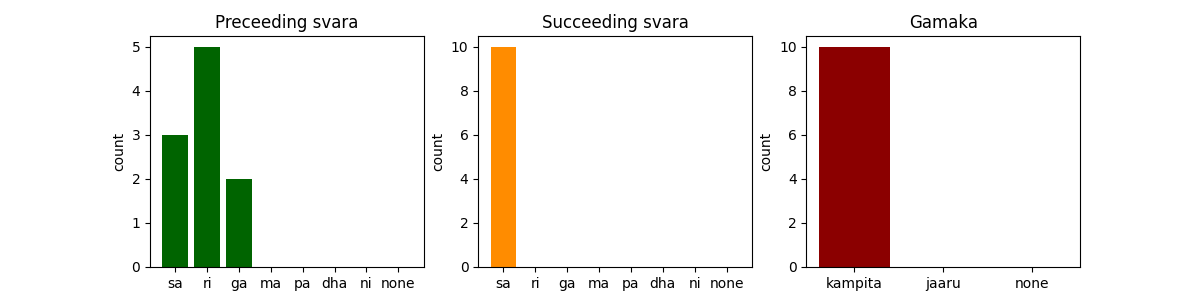 Preceeding svara
count
5
4
3
2
1
0
sa ri ga ma pa dha ni none
Succeeding svara
count
10
8
6
4
2
0
sa ri ga ma pa dha ni none
Gamaka
count
10
8
6
4
2
0
kampita jaaru none